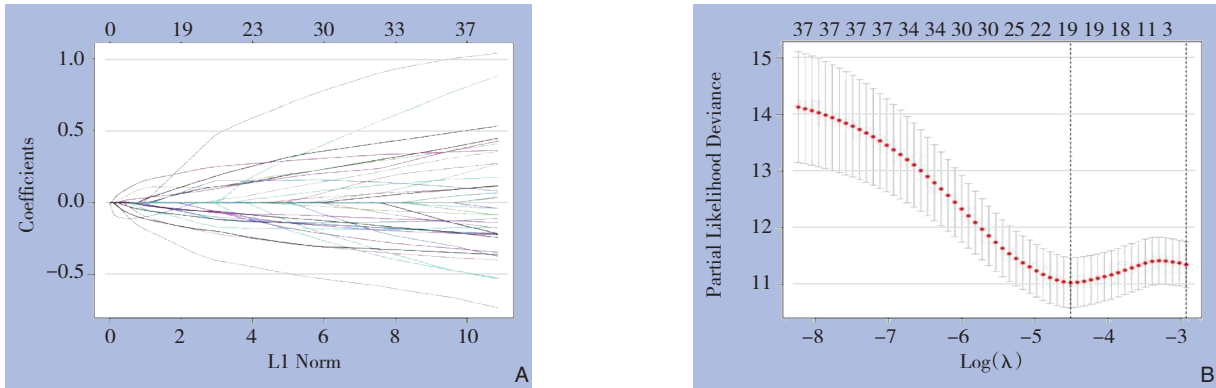 0 19 23 30 33 37
1.0
0.5
0.0
−0.5
Coefficients
0 2 4 6 8 10
L1 Norm
A
37 37 37 37 34 34 30 30 25 22 19 19 18 11 3
15
14
13
12
11
Partial Likelihood Deviance
−8 −7 −6 −5 −4 −3
Log(λ)
B